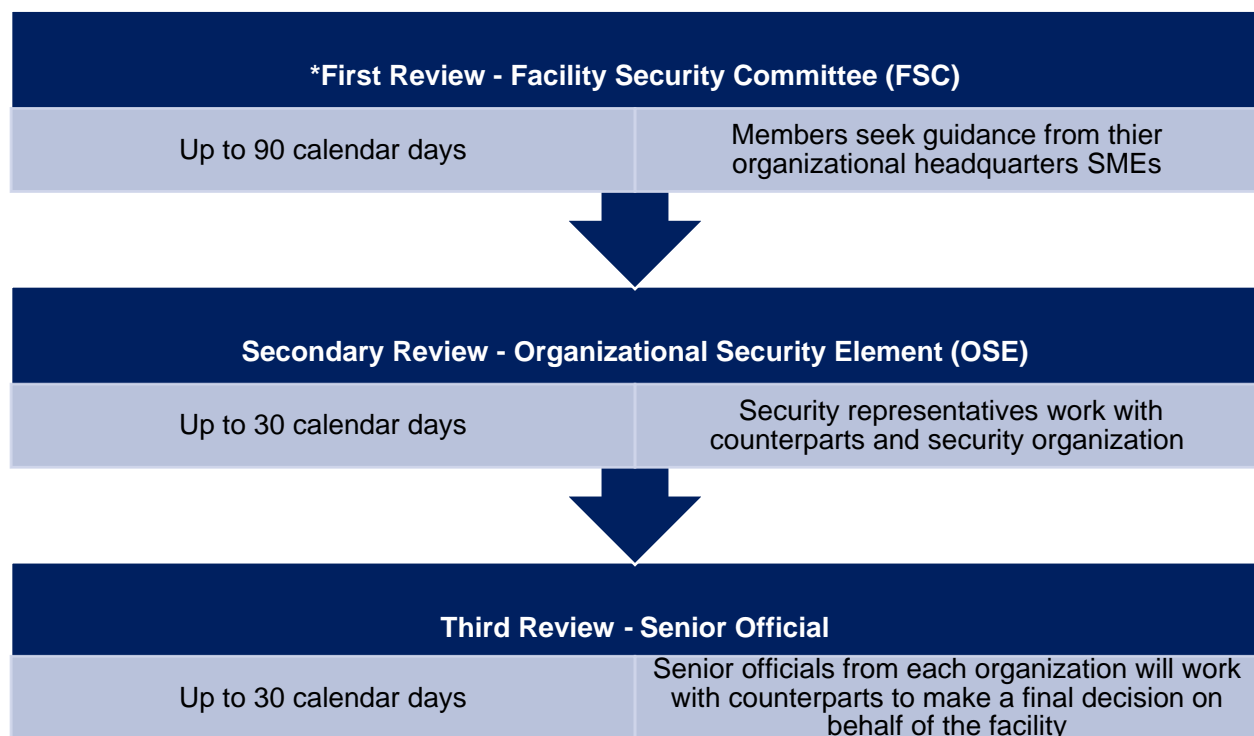 *First Review - Facility Security Committee (FSC)
Up to 90 calendar days
Members seek guidance from thier
organizational headquarters SMEs
Secondary Review - Organizational Security Element (OSE)
Up to 30 calendar days
Security representatives work with
counterparts and security organization
Third Review - Senior Official
Up to 30 calendar days
Senior officials from each organization will work
with counterparts to make a final decision on
behalf of the facility